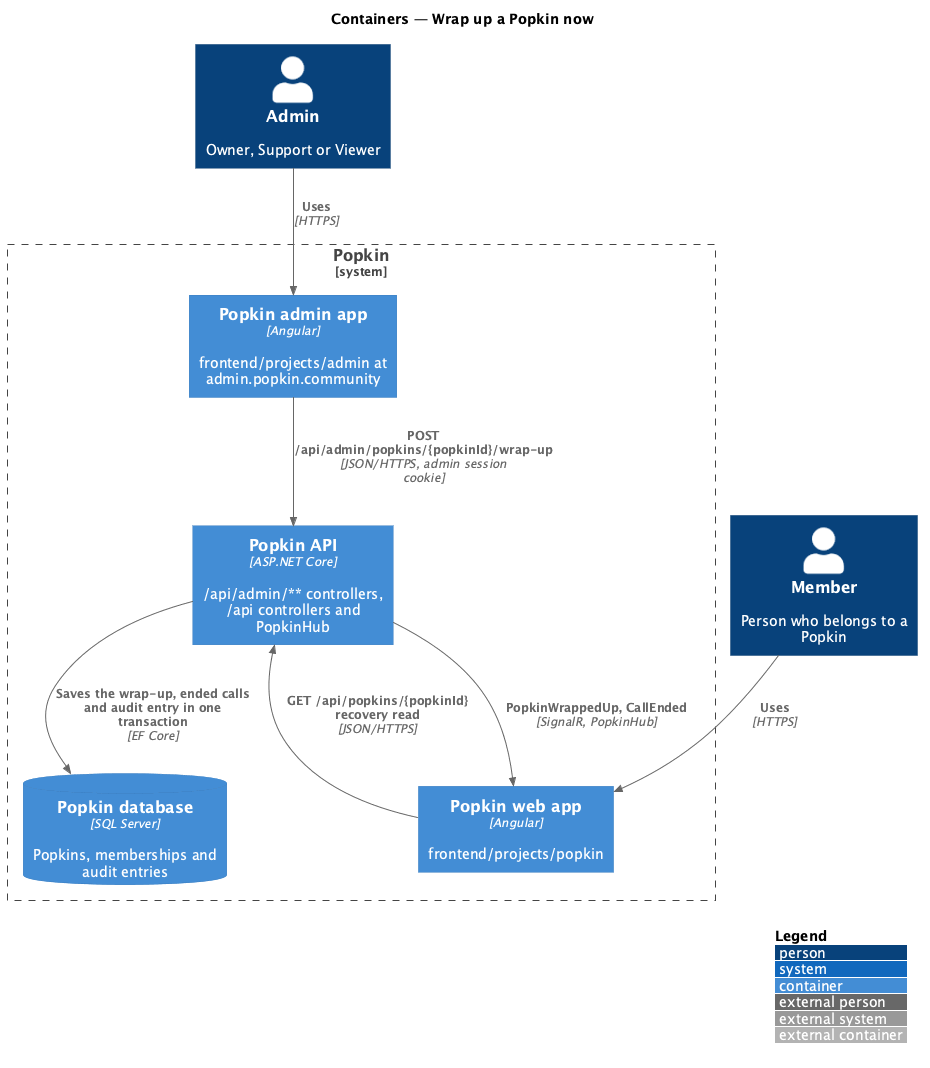 Containers — Wrap up a Popkin now
Admin
Owner, Support or Viewer
Uses
[HTTPS]
Popkin
[system]
Popkin admin app
[Angular]
frontend/projects/admin at
admin.popkin.community
POST
/api/admin/popkins/{popkinId}/wrap-up
[JSON/HTTPS, admin session
cookie]
Popkin API
[ASP.NET Core]
/api/admin/** controllers,
/api controllers and
PopkinHub
Member
Person who belongs to a
Popkin
Saves the wrap-up, ended calls
and audit entry in one
transaction
[EF Core]
GET /api/popkins/{popkinId}
recovery read
[JSON/HTTPS]
PopkinWrappedUp, CallEnded
[SignalR, PopkinHub]
Uses
[HTTPS]
Popkin database
[SQL Server]
Popkins, memberships and
audit entries
Popkin web app
[Angular]
frontend/projects/popkin
Legend
person
system
container
external person
external system
external container